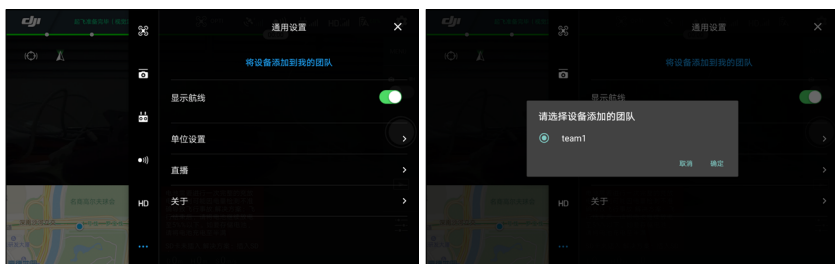 dji
通用设置
将设备添加到我的团队
显示航线
单位设置
直播
HD
关于
dji
通用设置
将设备添加到我的团队
显示航线
请选择设备添加的团队
team1
取消
确定
HD
关于